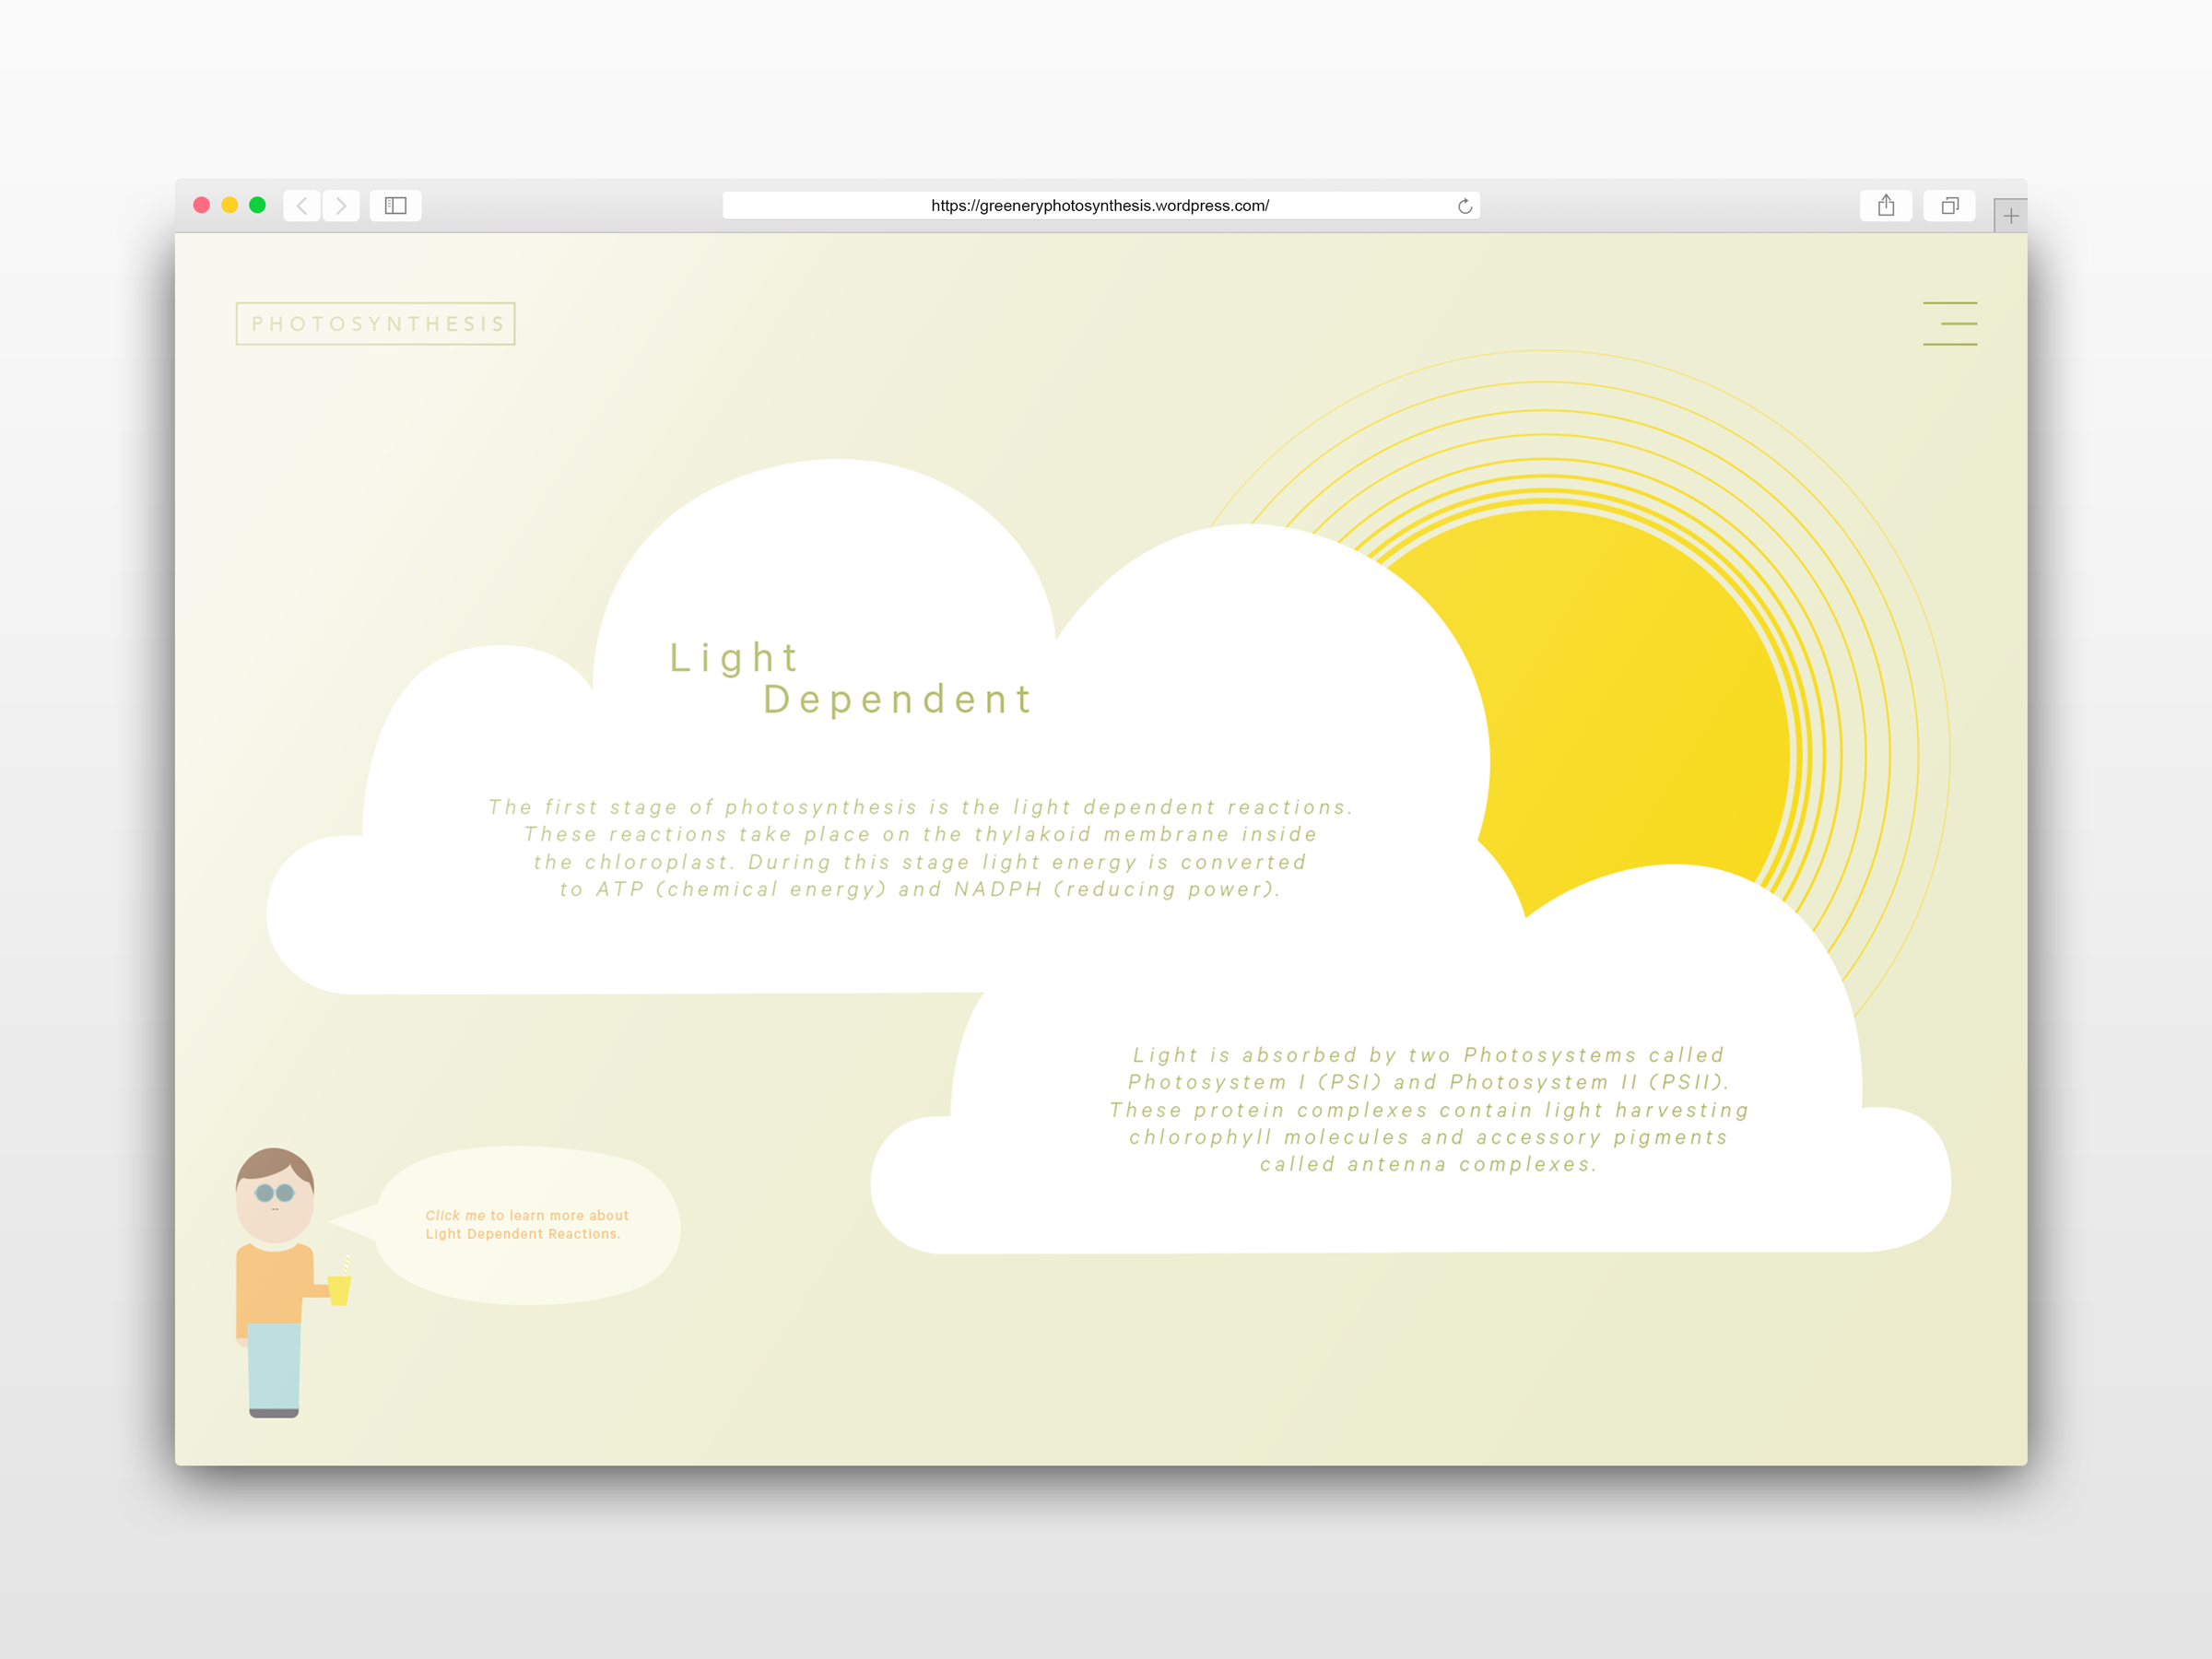 https://greeneryphotosynthesis.wordpress.com/
PHOTOSYNTHESIS
Light
Dependent
The first stage of photosynthesis is the light dependent reactions.
These reactions take place on the thylakoid membrane inside
the chloroplast. During this stage light energy is converted
to ATP (chemical energy) and NADPH (reducing power).
Light is absorbed by two Photosystems called
Photosystem I (PSI) and Photosystem II (PSII).
These protein complexes contain light harvesting
chlorophyll molecules and accessory pigments
called antenna complexes.
Click me to learn more about
Light Dependent Reactions.